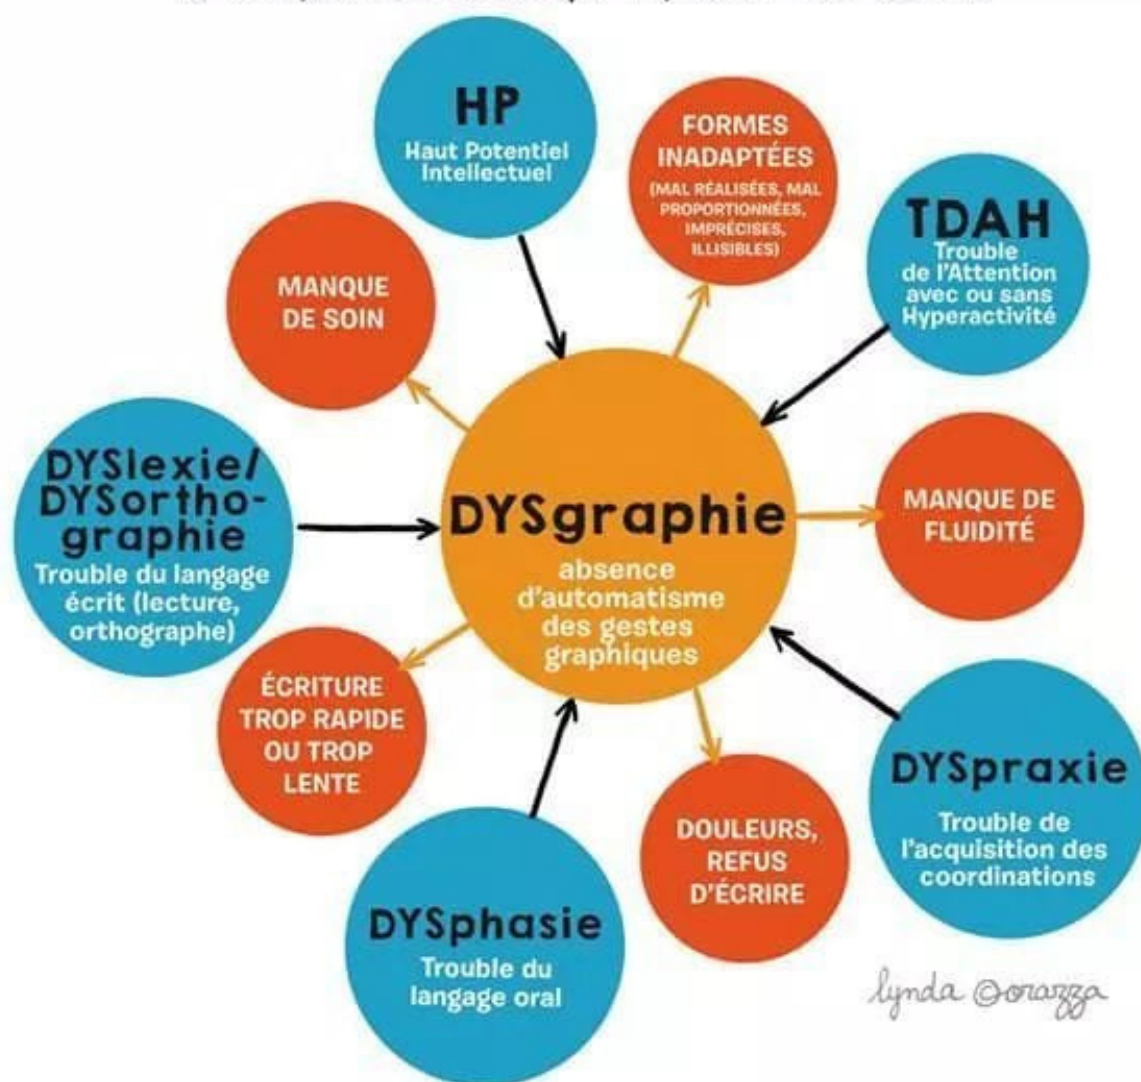 HP
Haut Potentiel
Intellectuel
FORMES
INADAPTÉES
(MAL RÉALISÉES, MAL
PROPORTIONNÉES,
IMPRÉCISES,
ILLISIBLES)
TDAH
Trouble
de l'Attention
avec ou sans
Hyperactivité
MANQUE
DE SOIN
DYSlexie/
DYSortho-
graphie
Trouble du langage
écrit (lecture,
orthographe)
DYSgraphie
absence
d'automatisme
des gestes
graphiques
MANQUE DE
FLUIDITÉ
ÉCRITURE
TROP RAPIDE
OU TROP
LENTE
DYSpraxie
Trouble de
l'acquisition des
coordinations
DOULEURS,
REFUS
D'ÉCRIRE
DYSphasie
Trouble du
langage oral
lynda ©orazza